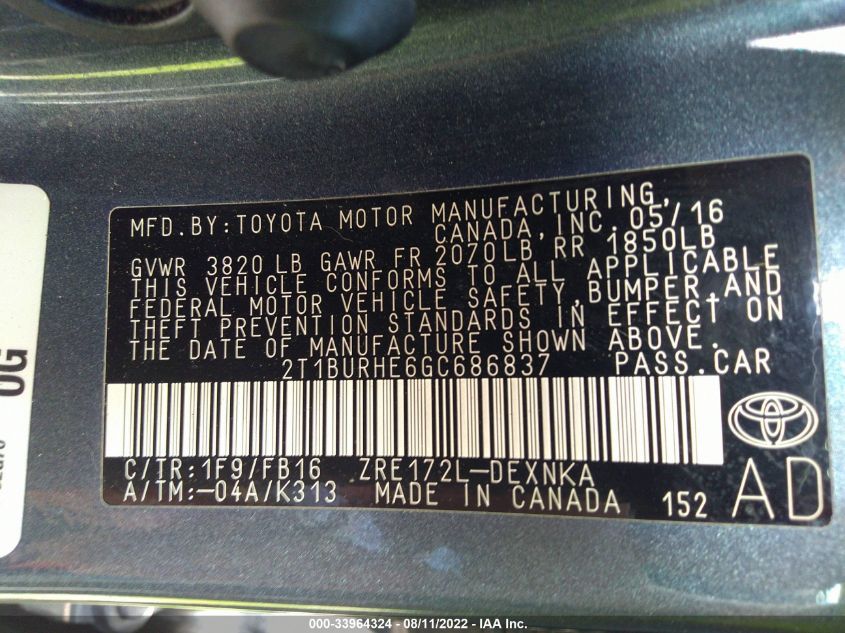 MFD.BY:TOYOTA MOTOR MANUFACTURING,
CANADA,INC. 05/16
GVWR 3820 LB GAWR FR 2070LB, RR 1850LB
THIS VEHICLE CONFORMS TO ALL APPLICABLE
FEDERAL MOTOR VEHICLE SAFETY,BUMPER,AND
THEFT PREVENTION STANDARDS IN EFFECT ON
THE DATE OF MANUFACTURE SHOWN ABOVE.
2T1BURHE6GC686837 PASS.CAR
C/TR:1F9/FB16 ZRE172L-DEXNKA
A/TM:-04A/K313 MADE IN CANADA 152 AD
000-33964324 - 08/11/2022 - IAA Inc.